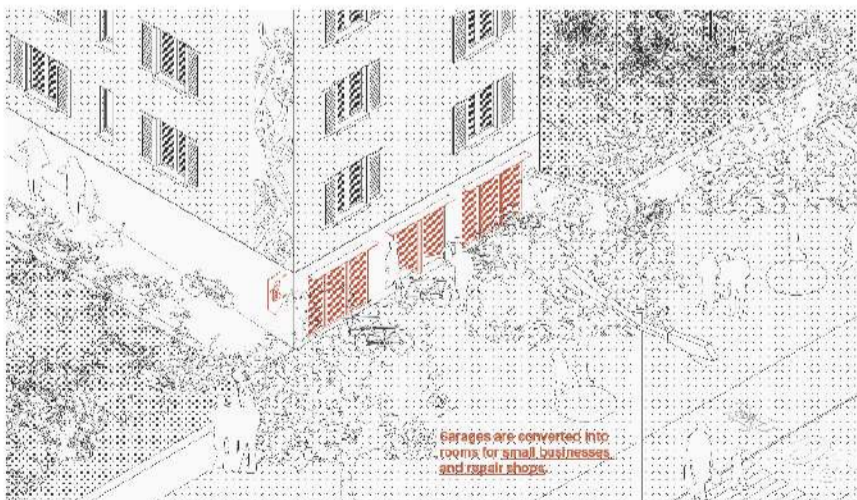 Garages are converted into
rooms for small businesses
and repair shops.